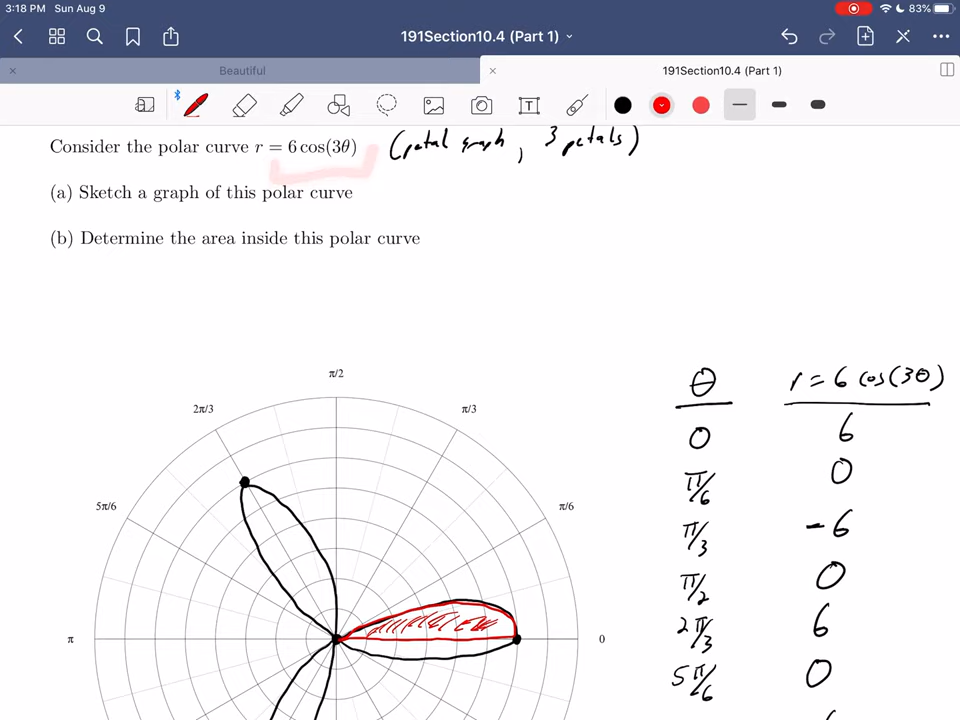 3:18 PM Sun Aug 9
83%
191Section10.4 (Part 1)
Beautiful
191Section10.4 (Part 1)
T
Consider the polar curve r = 6 cos(3θ) (petal graph, 3 petals)
(a) Sketch a graph of this polar curve
(b) Determine the area inside this polar curve
π/2
2π/3
π/3
5π/6
π/6
π
0
θ r = 6 cos(3θ)
0 6
π/6 0
π/3 -6
π/2 0
2π/3 6
5π/6 0